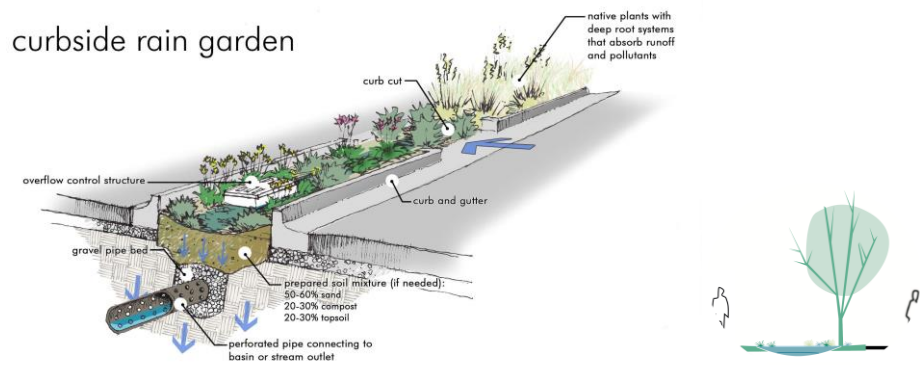 curbside rain garden
native plants with
deep root systems
that absorb runoff
and pollutants
curb cut
overflow control structure
curb and gutter
gravel pipe bed
prepared soil mixture (if needed):
50-60% sand
20-30% compost
20-30% topsoil
perforated pipe connecting to
basin or stream outlet